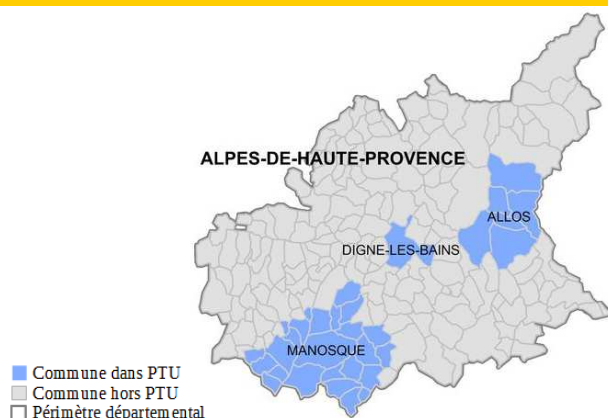 ALPES-DE-HAUTE-PROVENCE
ALLOS
DIGNE-LES-BAINS
MANOSQUE
Commune dans PTU
Commune hors PTU
Périmètre départemental